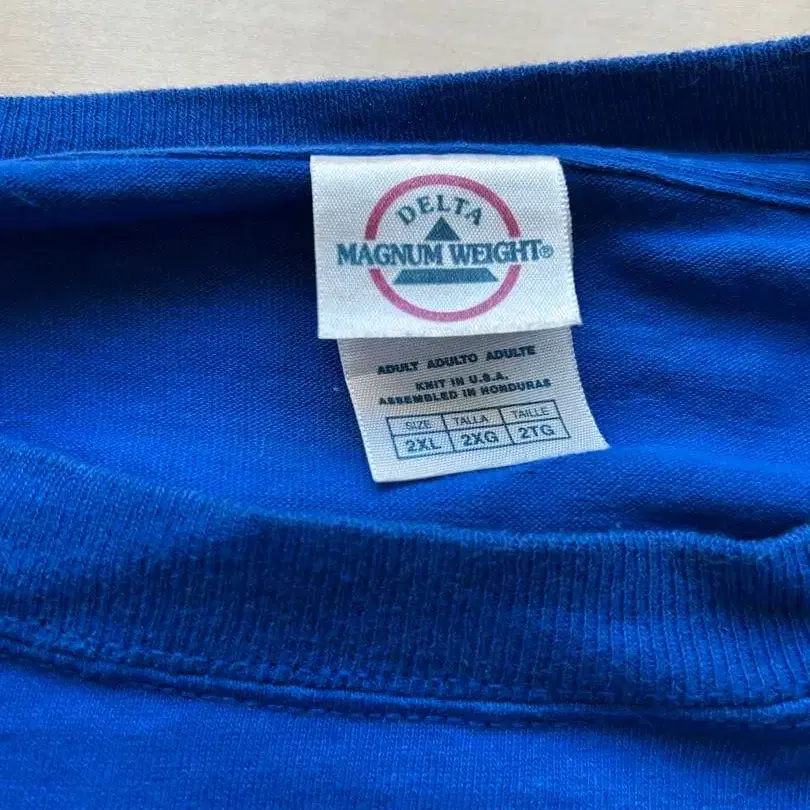 DELTA
MAGNUM WEIGHT®
ADULT ADULTO ADULTE
KNIT IN U.S.A.
ASSEMBLED IN HONDURAS
SIZE TALLA TAILLE
2XL 2XG 2TG